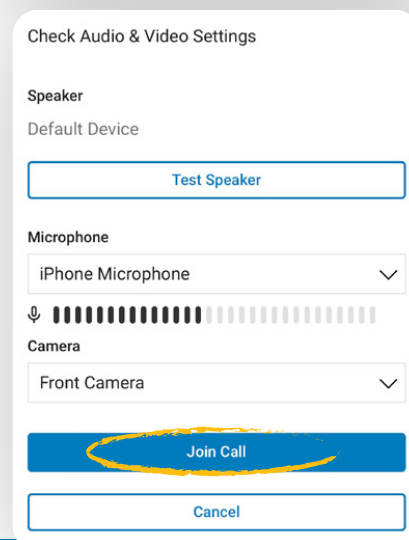 Check Audio & Video Settings
Speaker
Default Device
Test Speaker
Microphone
iPhone Microphone
Camera
Front Camera
Join Call
Cancel